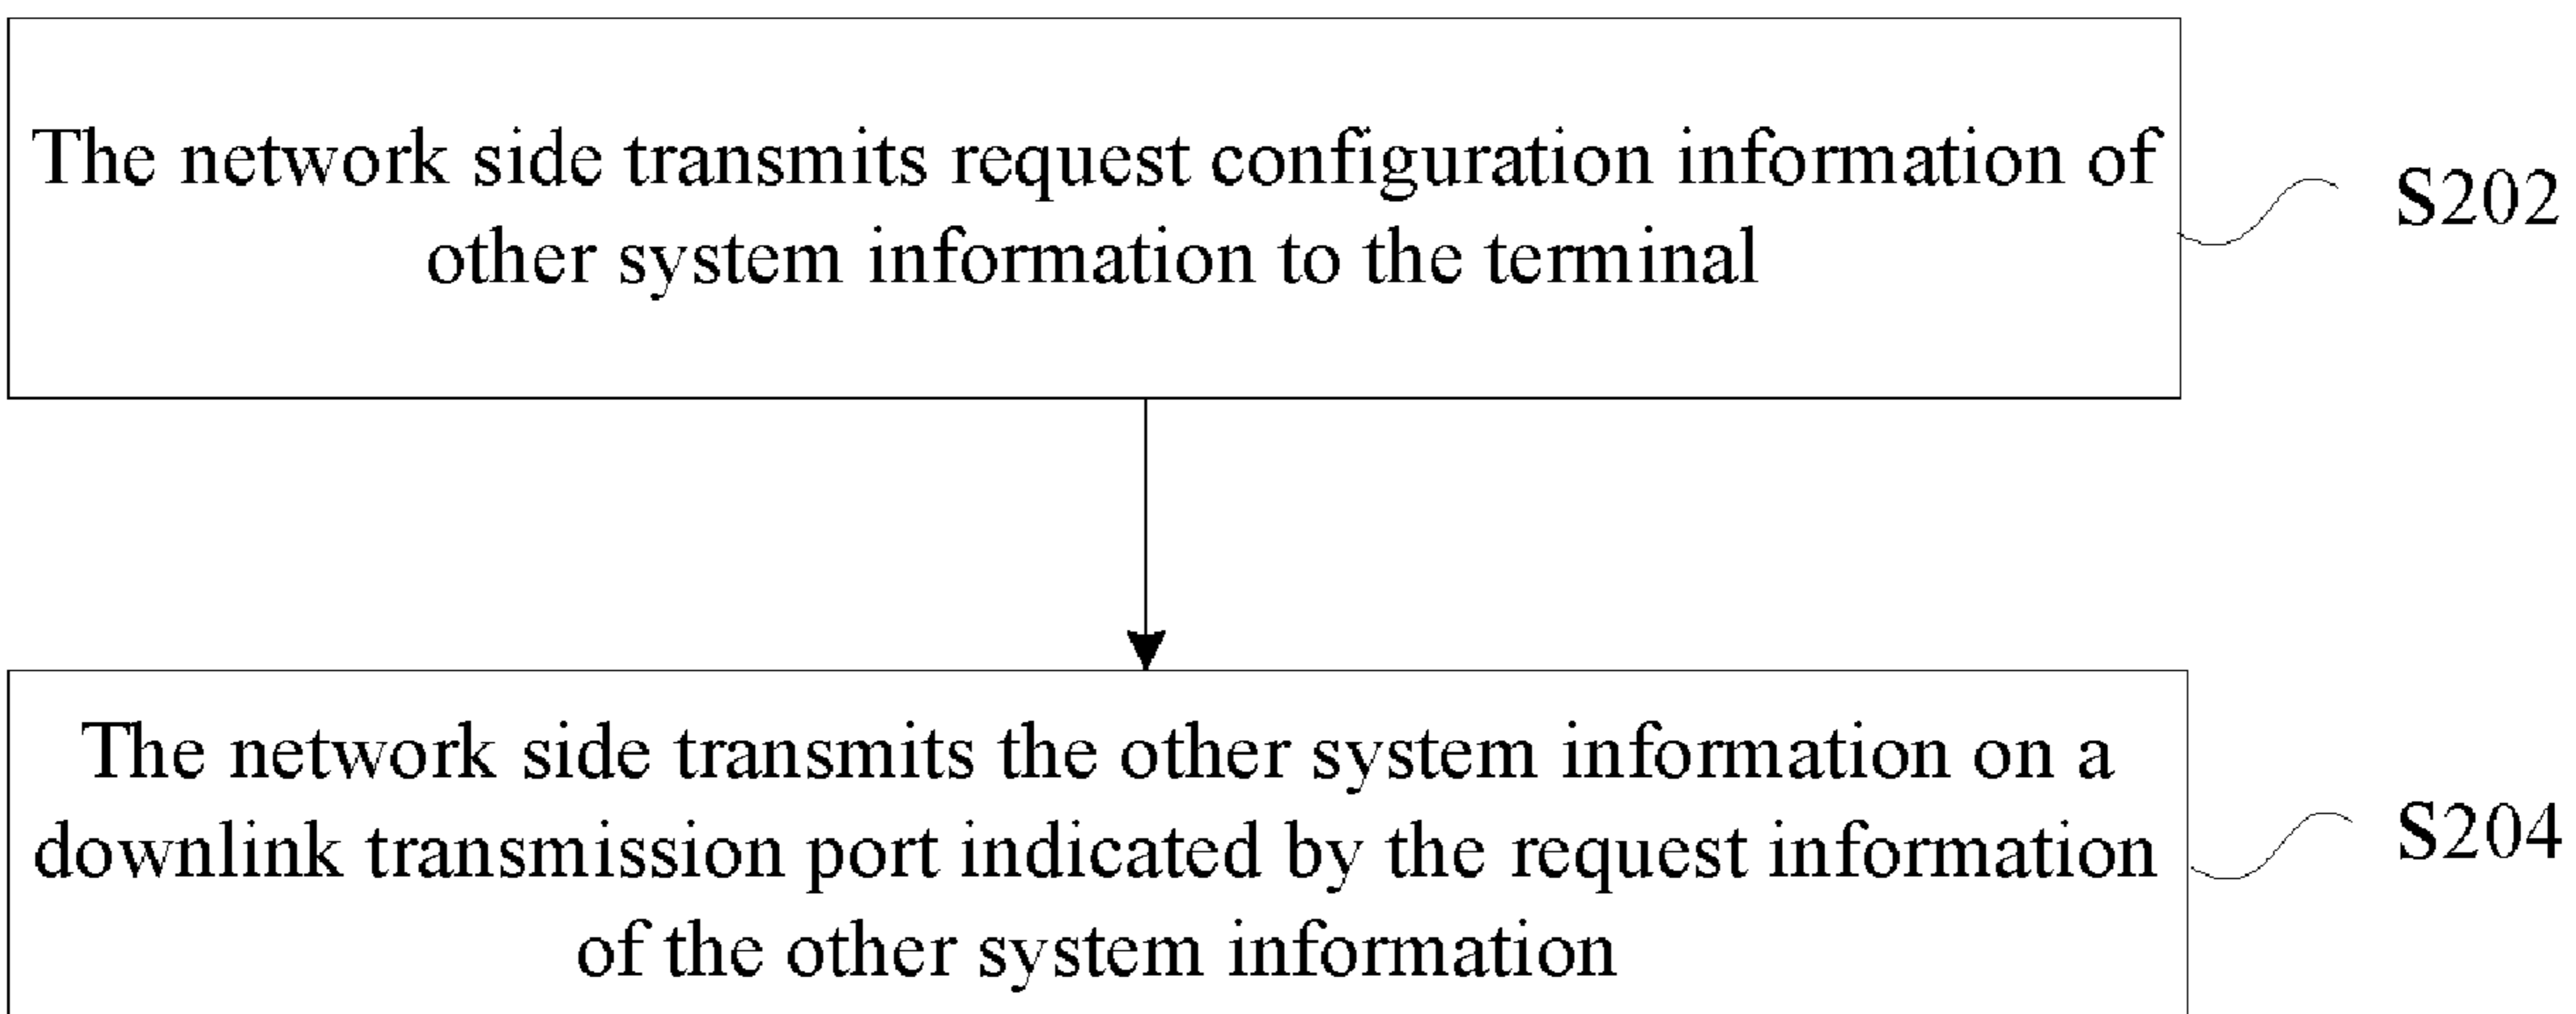 The network side transmits request configuration information of
other system information to the terminal
S202
The network side transmits the other system information on a
downlink transmission port indicated by the request information
of the other system information
S204